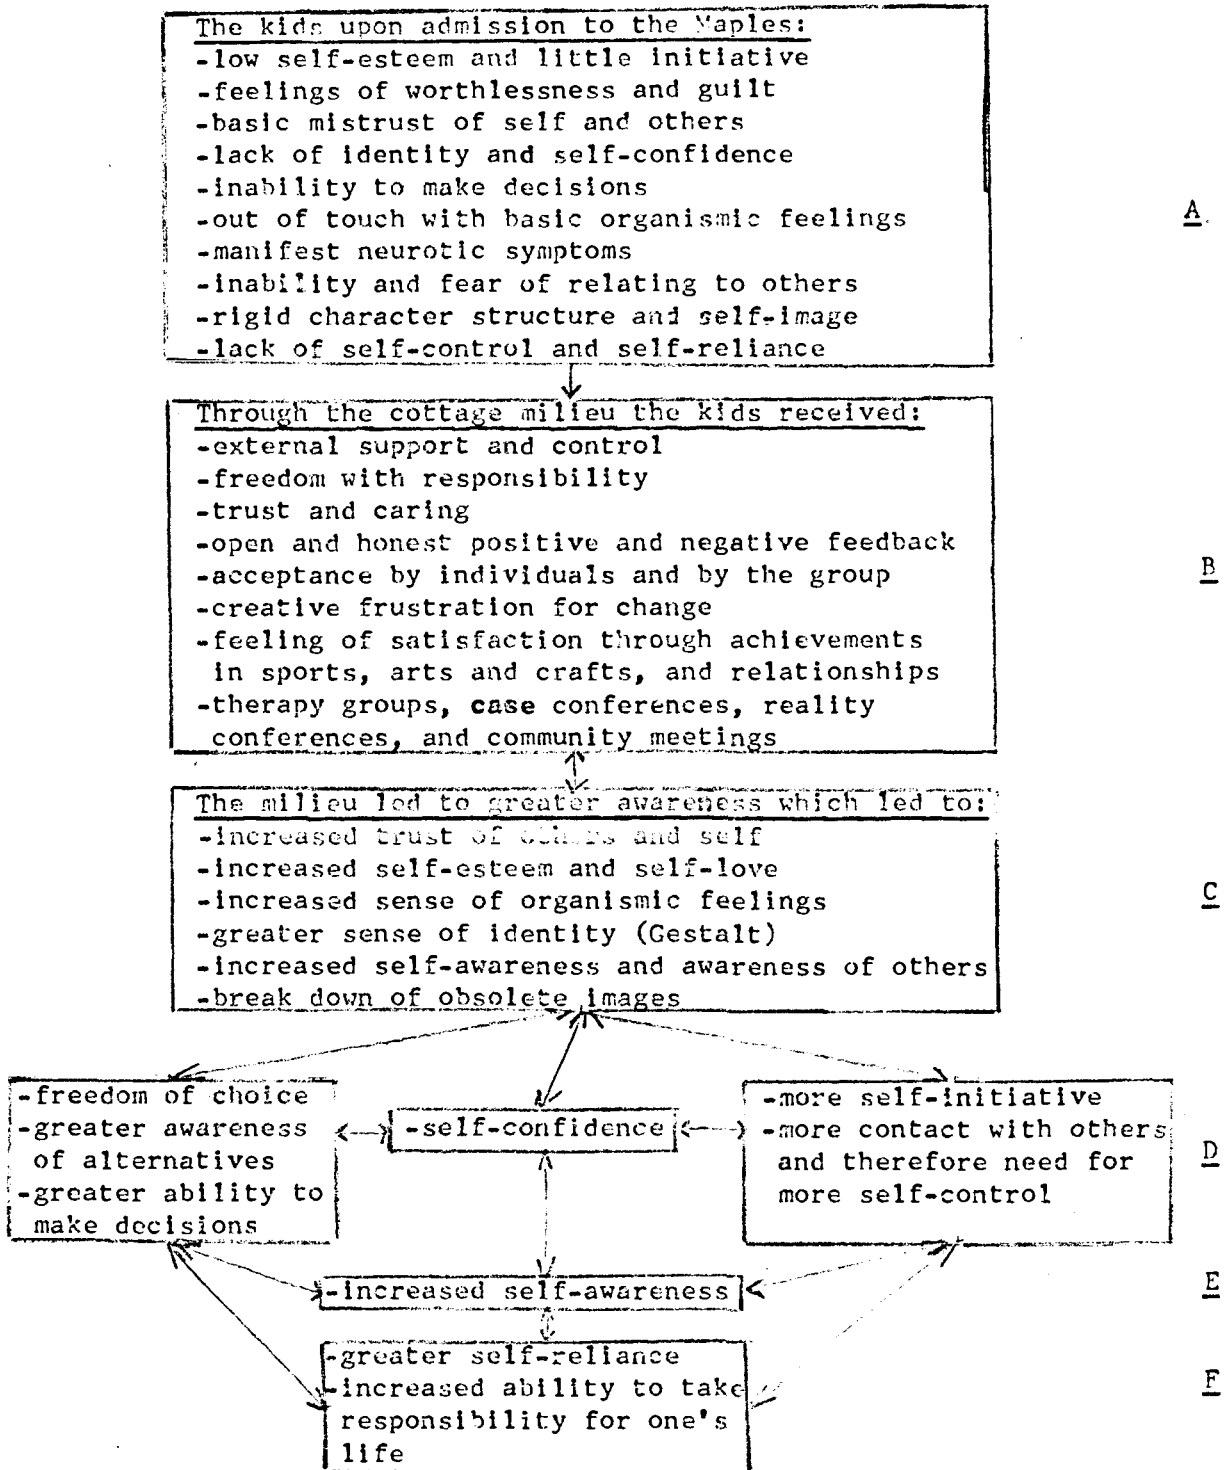 The kids upon admission to the Maples:
-low self-esteem and little initiative
-feelings of worthlessness and guilt
-basic mistrust of self and others
-lack of identity and self-confidence
-inability to make decisions
-out of touch with basic organismic feelings
-manifest neurotic symptoms
-inability and fear of relating to others
-rigid character structure and self-image
-lack of self-control and self-reliance
A
Through the cottage milieu the kids received:
-external support and control
-freedom with responsibility
-trust and caring
-open and honest positive and negative feedback
-acceptance by individuals and by the group
-creative frustration for change
-feeling of satisfaction through achievements
in sports, arts and crafts, and relationships
-therapy groups, case conferences, reality
conferences, and community meetings
B
The milieu led to greater awareness which led to:
-increased trust of others and self
-increased self-esteem and self-love
-increased sense of organismic feelings
-greater sense of identity (Gestalt)
-increased self-awareness and awareness of others
-break down of obsolete images
C
-freedom of choice
-greater awareness
of alternatives
-greater ability to
make decisions
-self-confidence
-more self-initiative
-more contact with others
and therefore need for
more self-control
D
-increased self-awareness
E
-greater self-reliance
-increased ability to take
responsibility for one's
life
F